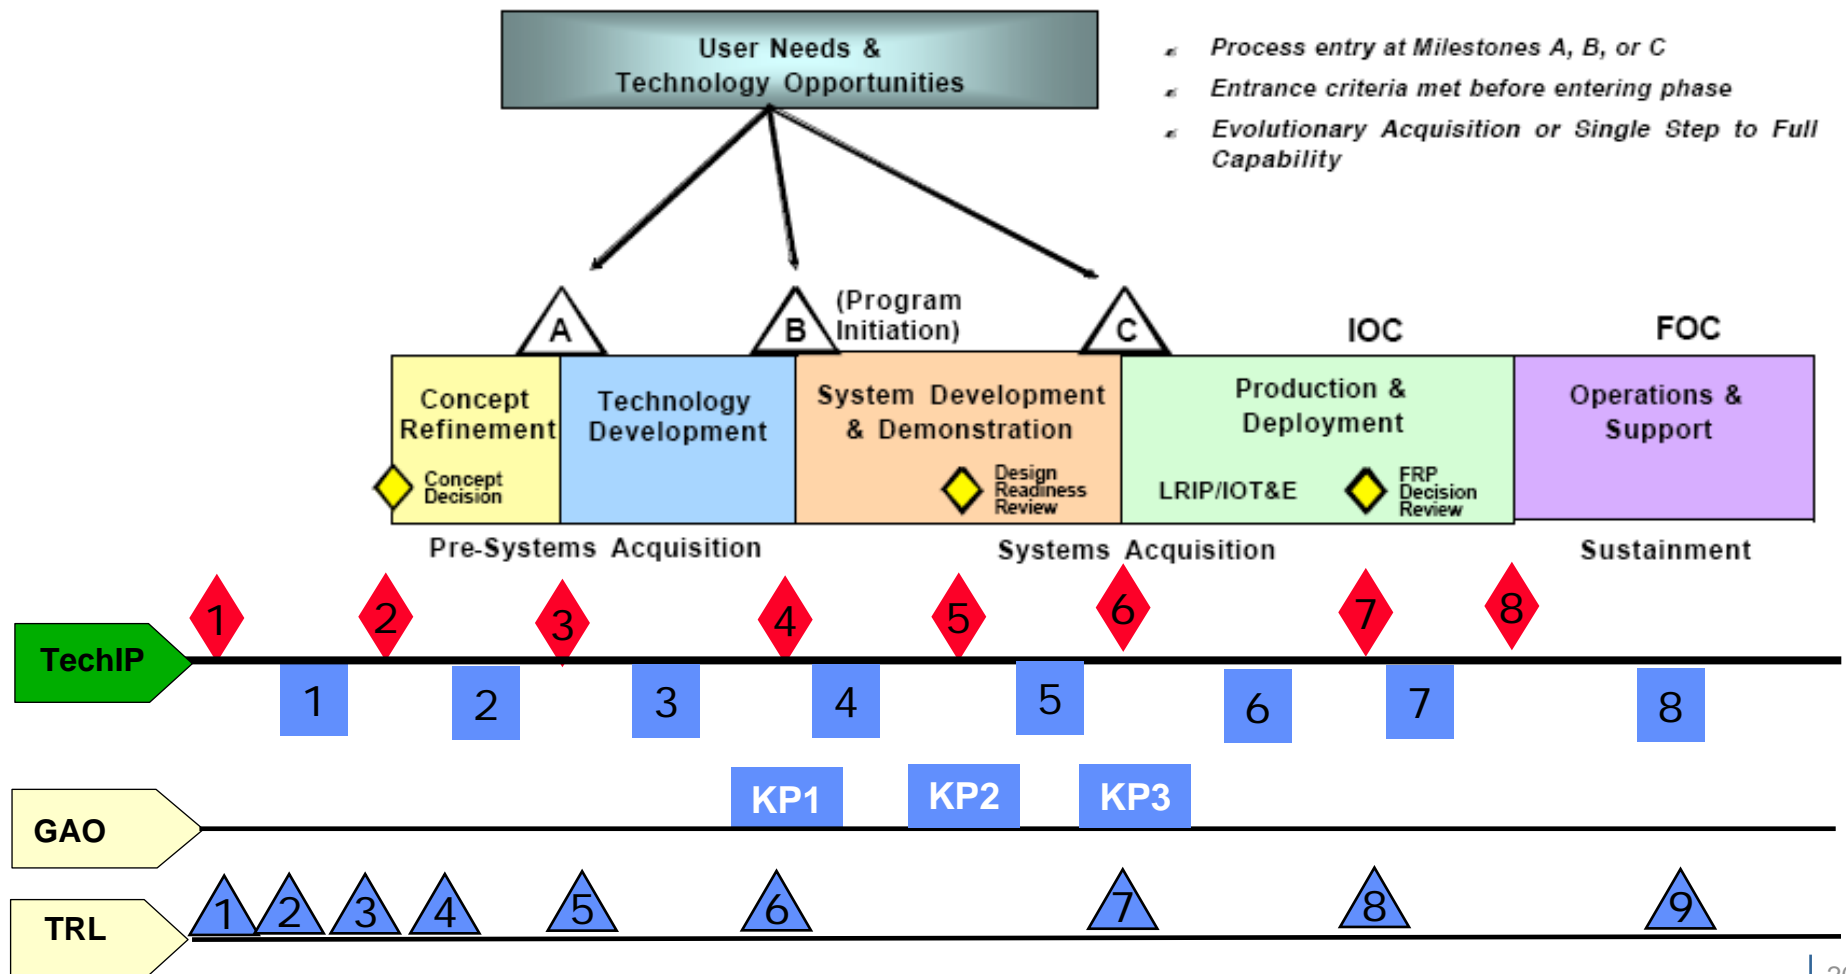 User Needs &
Technology Opportunities
Process entry at Milestones A, B, or C
Entrance criteria met before entering phase
Evolutionary Acquisition or Single Step to Full
Capability
A
B
(Program
Initiation)
C
IOC
FOC
Concept
Refinement
Technology
Development
System Development
& Demonstration
Production &
Deployment
Operations &
Support
Concept
Decision
Design
Readiness
Review
LRIP/IOT&E
FRP
Decision
Review
Pre-Systems Acquisition
Systems Acquisition
Sustainment
1 2 3 4 5 6 7 8
TechIP
1 2 3 4 5 6 7 8
KP1 KP2 KP3
GAO
1 2 3 4 5 6 7 8 9
TRL